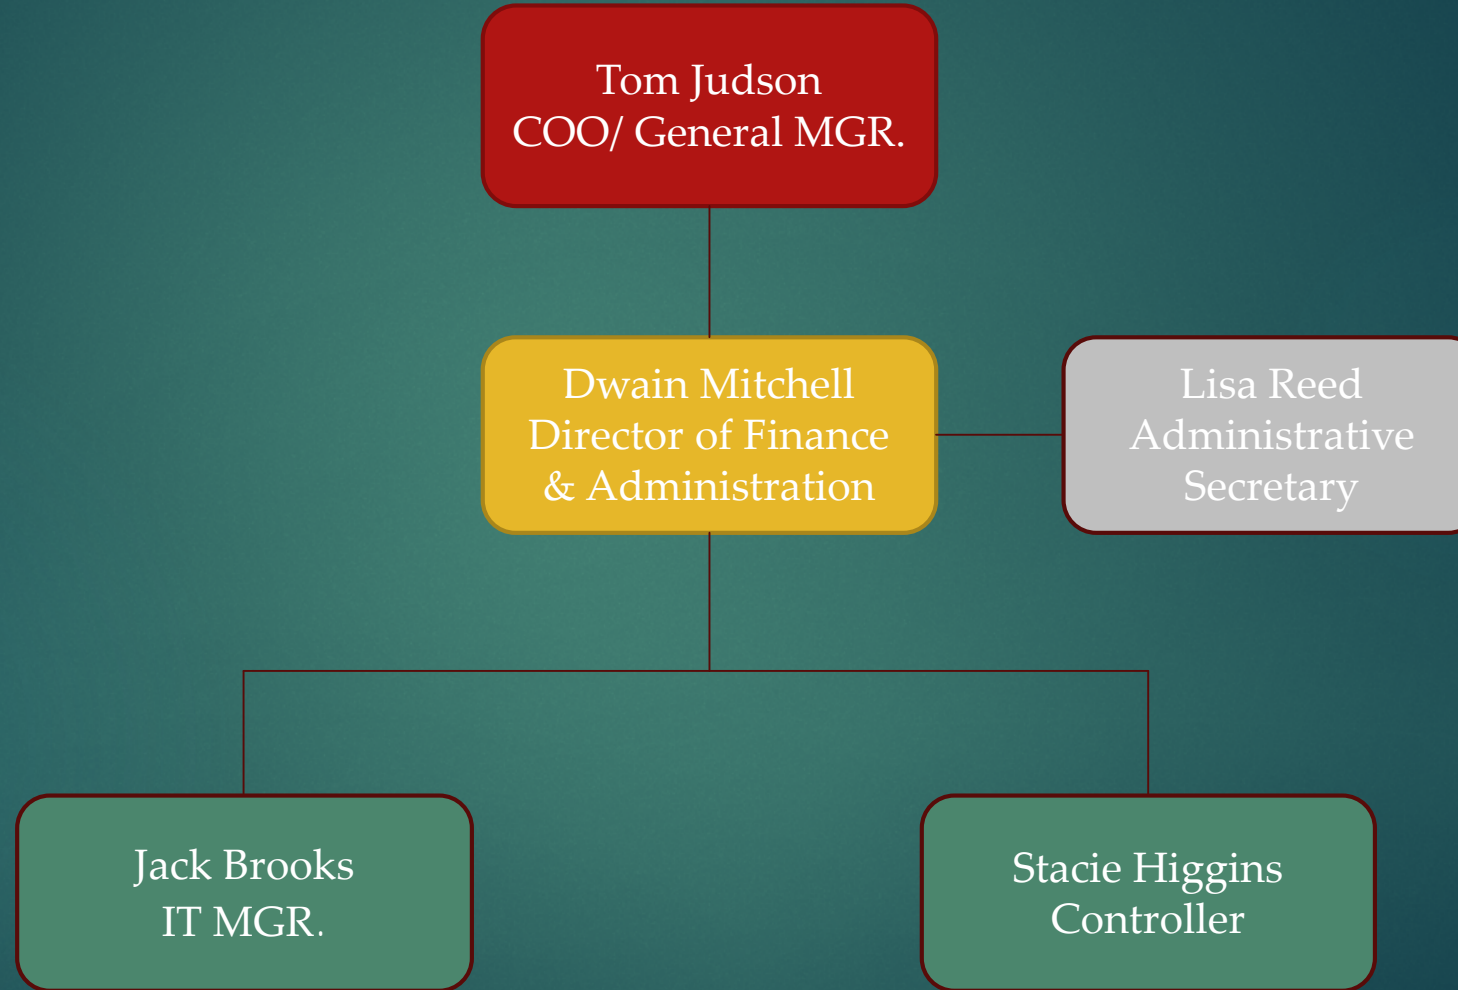 Tom Judson
COO/ General MGR.
Dwain Mitchell
Director of Finance
& Administration
Lisa Reed
Administrative
Secretary
Jack Brooks
IT MGR.
Stacie Higgins
Controller